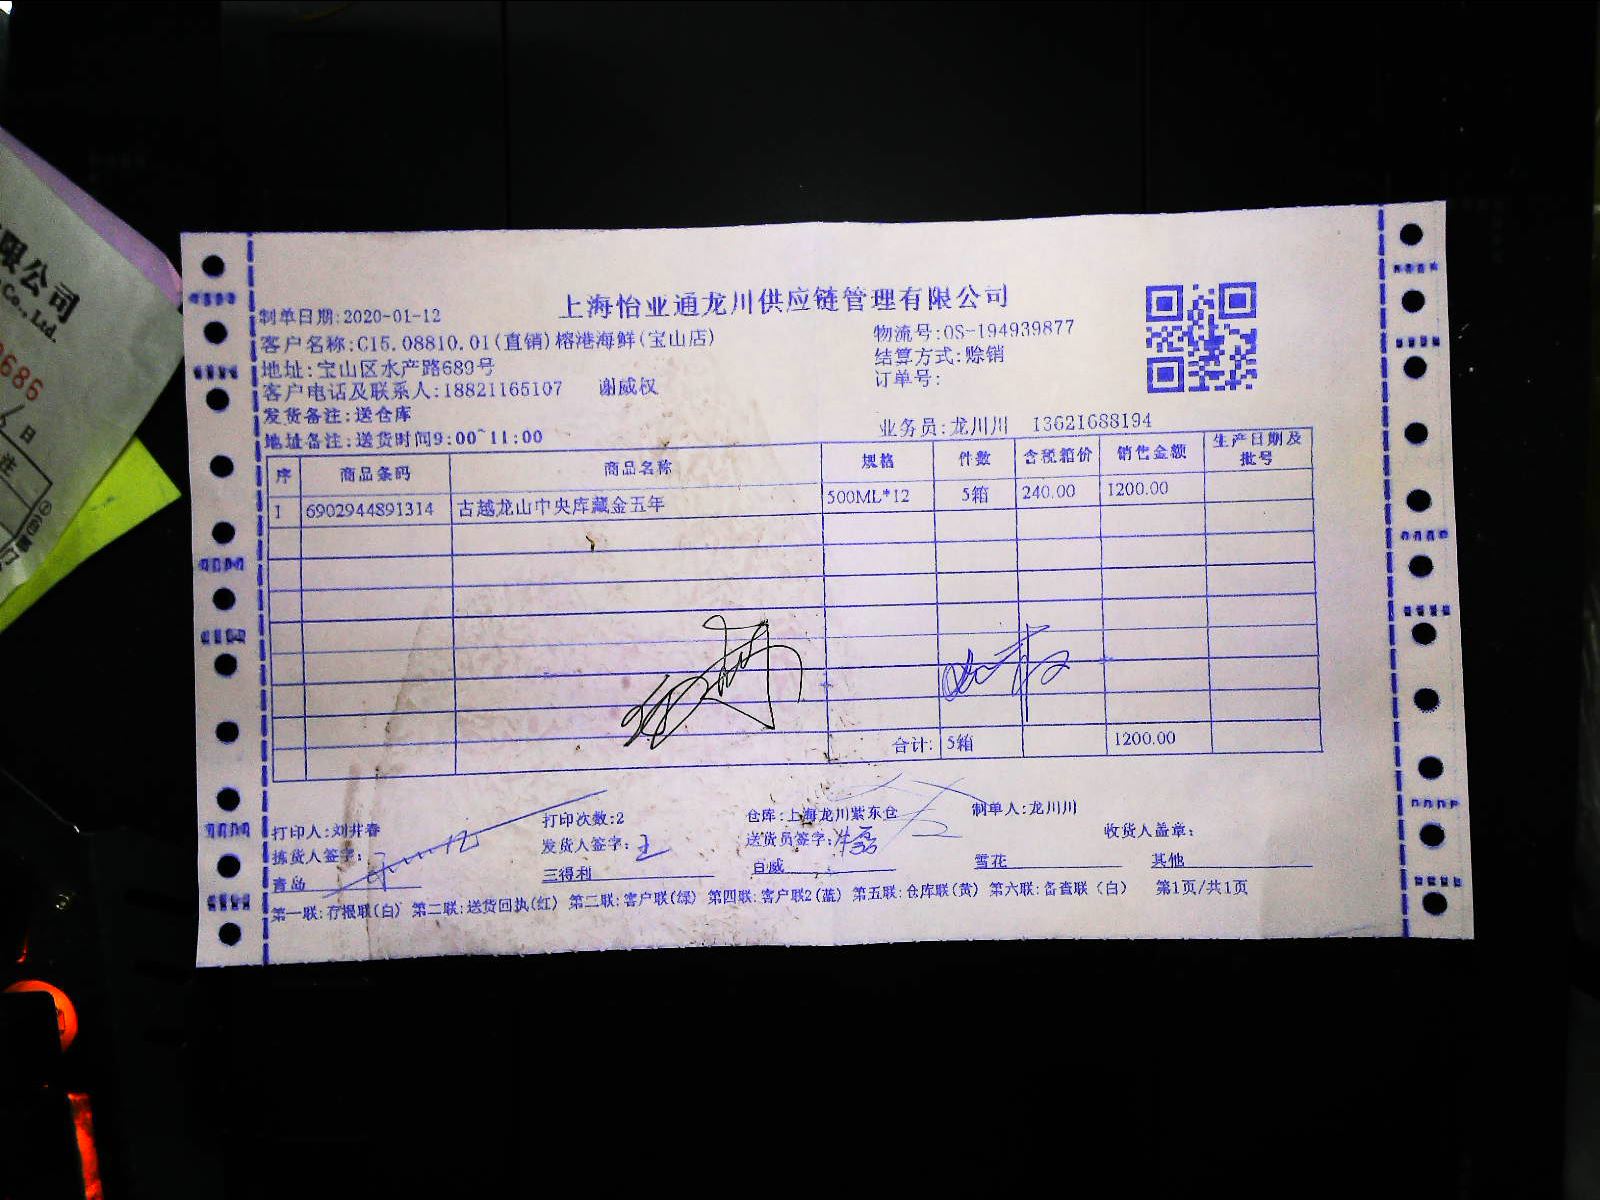 限公司
Co., Ltd.
8686
日
上海怡业通龙川供应链管理有限公司
制单日期:2020-01-12
客户名称:C15.08810.01(直销)榕港海鲜(宝山店)
物流号:OS-194939877
地址:宝山区水产路689号
结算方式:赊销
客户电话及联系人:18821165107 谢威权
订单号:
发货备注:送仓库
地址备注:送货时间9:00~11:00
业务员:龙川川 13621688194
序 商品条码 商品名称 规格 件数 含税箱价 销售金额 生产日期及批号
1 6902944891314 古越龙山中央库藏金五年 500ML*12 5箱 240.00 1200.00
合计: 5箱 1200.00
打印人:刘井春 打印次数:2 仓库:上海龙川紫东仓 制单人:龙川川
拣货人签字: 发货人签字:王 送货员签字:牛磊 收货人盖章:
青岛 三得利 百威 雪花 其他
第一联:存报联(白) 第二联:送货回执(红) 第三联:客户联(绿) 第四联:客户联2(蓝) 第五联:仓库联(黄) 第六联:备查联(白) 第1页/共1页